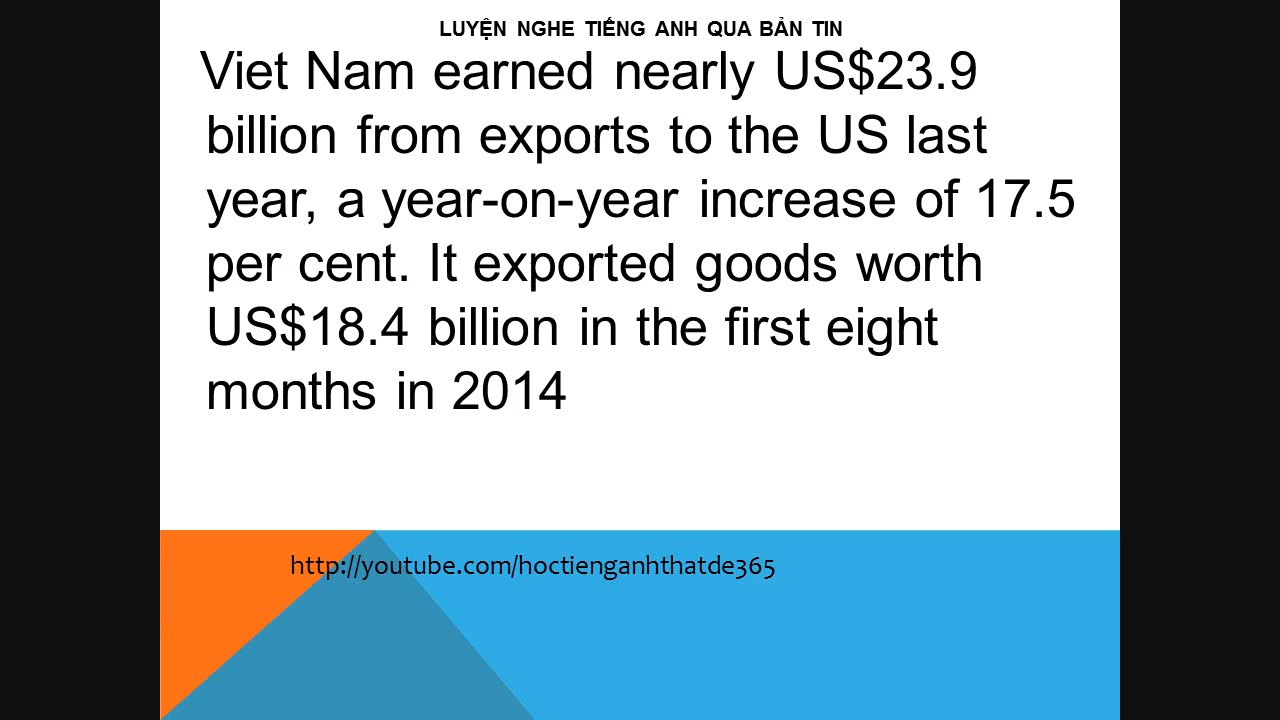 LUYỆN NGHE TIẾNG ANH QUA BẢN TIN
Viet Nam earned nearly US$23.9
billion from exports to the US last
year, a year-on-year increase of 17.5
per cent. It exported goods worth
US$18.4 billion in the first eight
months in 2014
http://youtube.com/hoctienganhthatde365